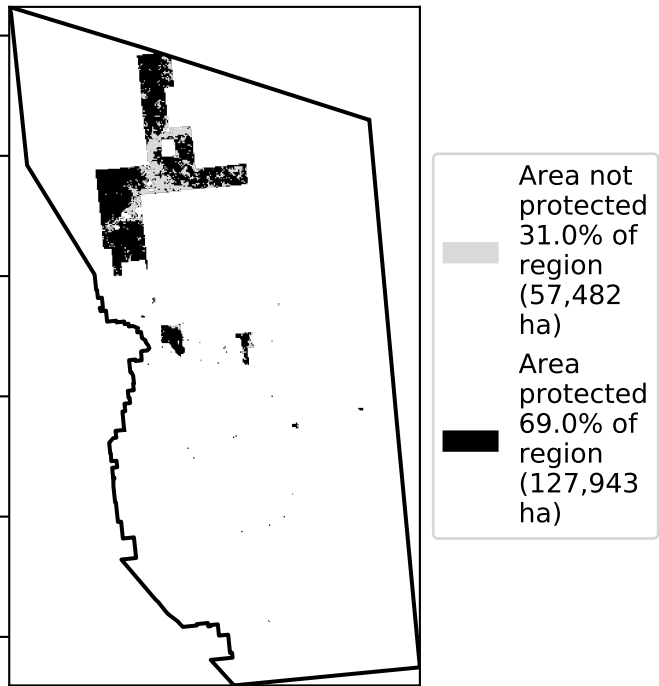 Area not
protected
31.0% of
region
(57,482
ha)
Area
protected
69.0% of
region
(127,943
ha)